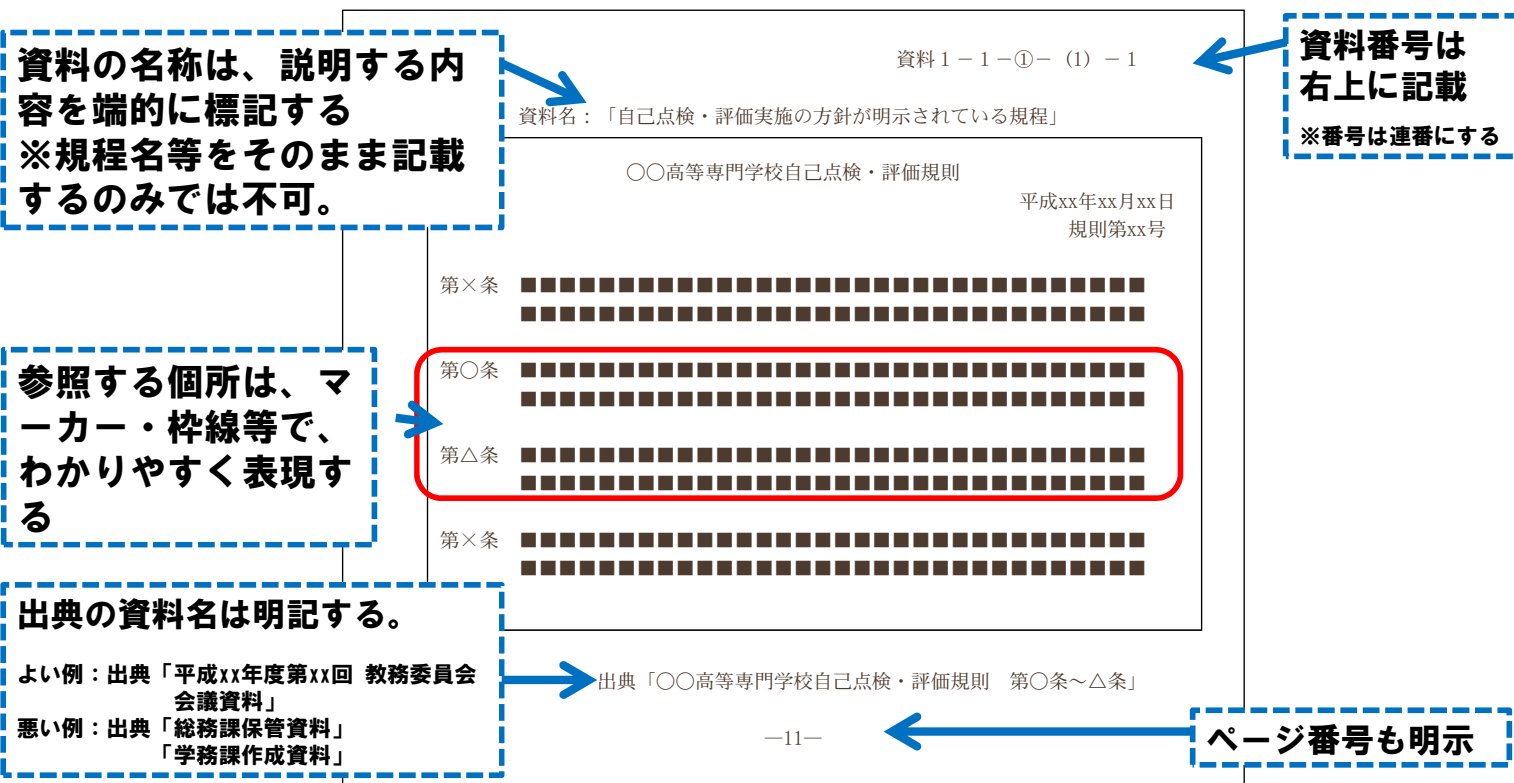 資料の名称は、説明する内
容を端的に標記する
※規程名等をそのまま記載
するのみでは不可。
資料番号は
右上に記載
※番号は連番にする
資料1-1-①-(1)-1
資料名：「自己点検・評価実施の方針が明示されている規程」
〇〇高等専門学校自己点検・評価規則
平成xx年xx月xx日
規則第xx号
第×条 ■■■■■■■■■■■■■■■■■■■■■■■■■■■■■■■■
■■■■■■■■■■■■■■■■■■■■■■■■■■■■■■■■
参照する個所は、マ
ーカー・枠線等で、
わかりやすく表現す
る
第〇条 ■■■■■■■■■■■■■■■■■■■■■■■■■■■■■■■■
■■■■■■■■■■■■■■■■■■■■■■■■■■■■■■■■
第△条 ■■■■■■■■■■■■■■■■■■■■■■■■■■■■■■■■
■■■■■■■■■■■■■■■■■■■■■■■■■■■■■■■■
第×条 ■■■■■■■■■■■■■■■■■■■■■■■■■■■■■■■■
■■■■■■■■■■■■■■■■■■■■■■■■■■■■■■■■
出典の資料名は明記する。
よい例：出典「平成xx年度第xx回 教務委員会
会議資料」
悪い例：出典「総務課保管資料」
「学務課作成資料」
出典「〇〇高等専門学校自己点検・評価規則　第〇条～△条」
―11―
ページ番号も明示